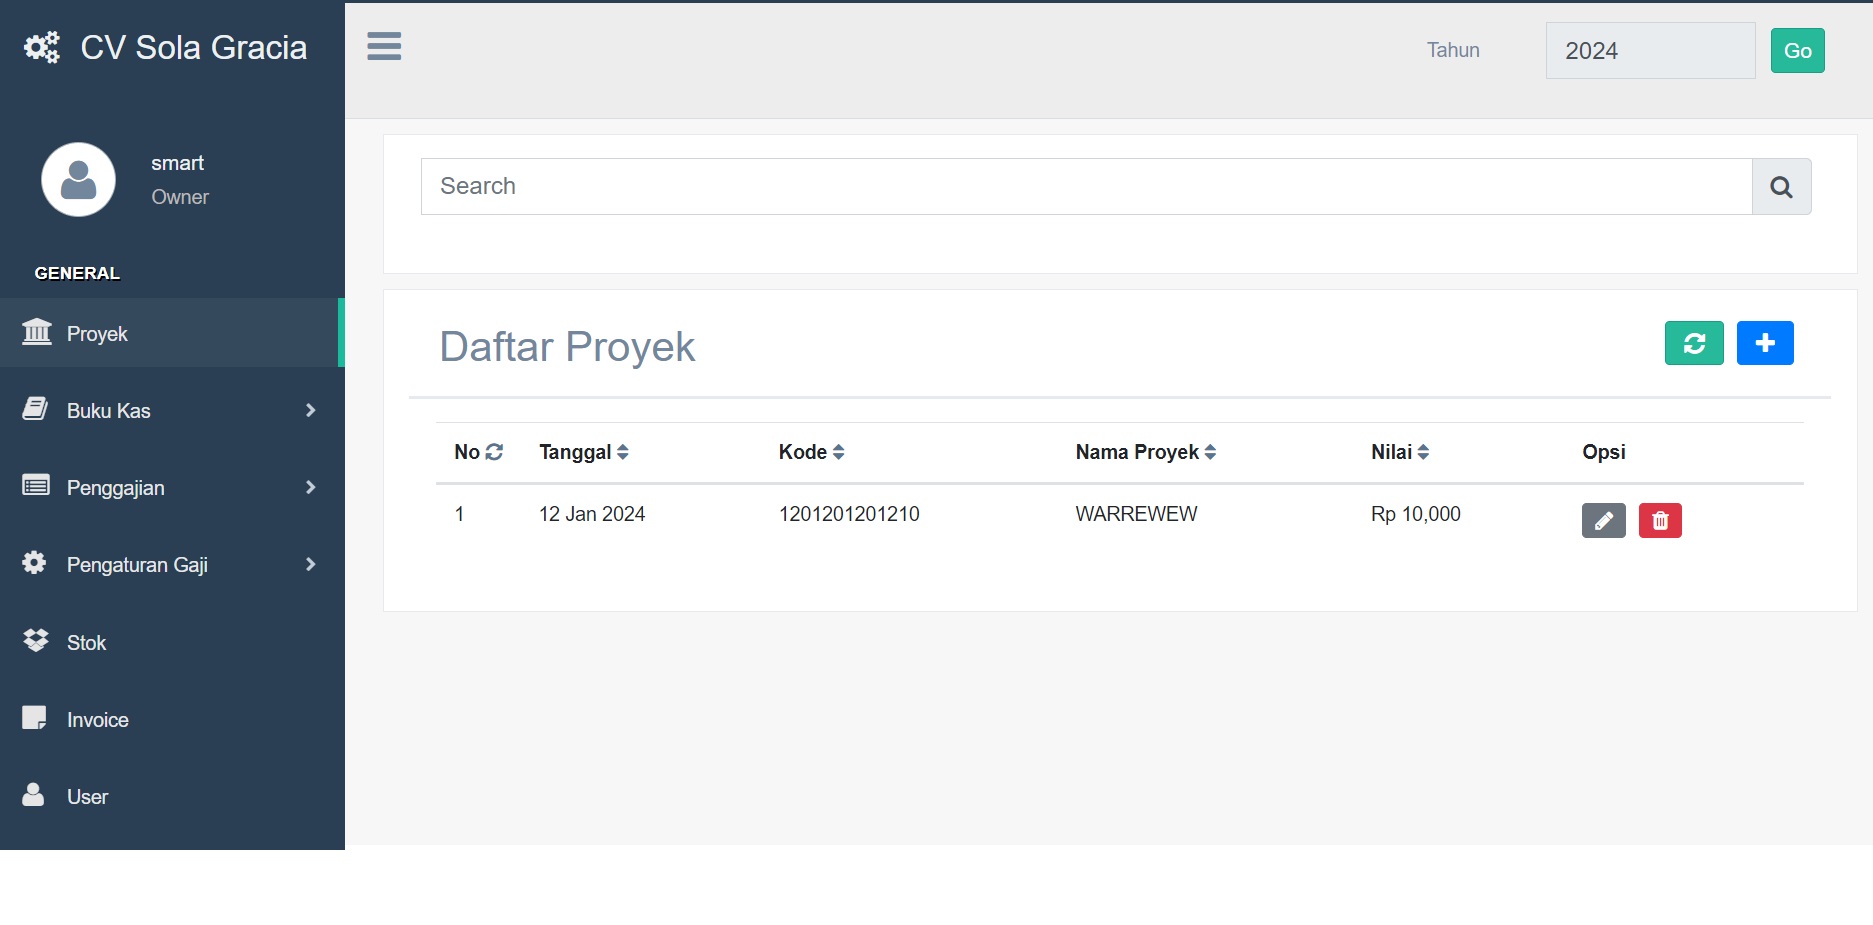 CV Sola Gracia
Tahun 2024 Go
smart
Owner
Search
GENERAL
Proyek
Buku Kas
Penggajian
Pengaturan Gaji
Stok
Invoice
User
Daftar Proyek
No Tanggal Kode Nama Proyek Nilai Opsi
1 12 Jan 2024 1201201201210 WARREWEW Rp 10,000